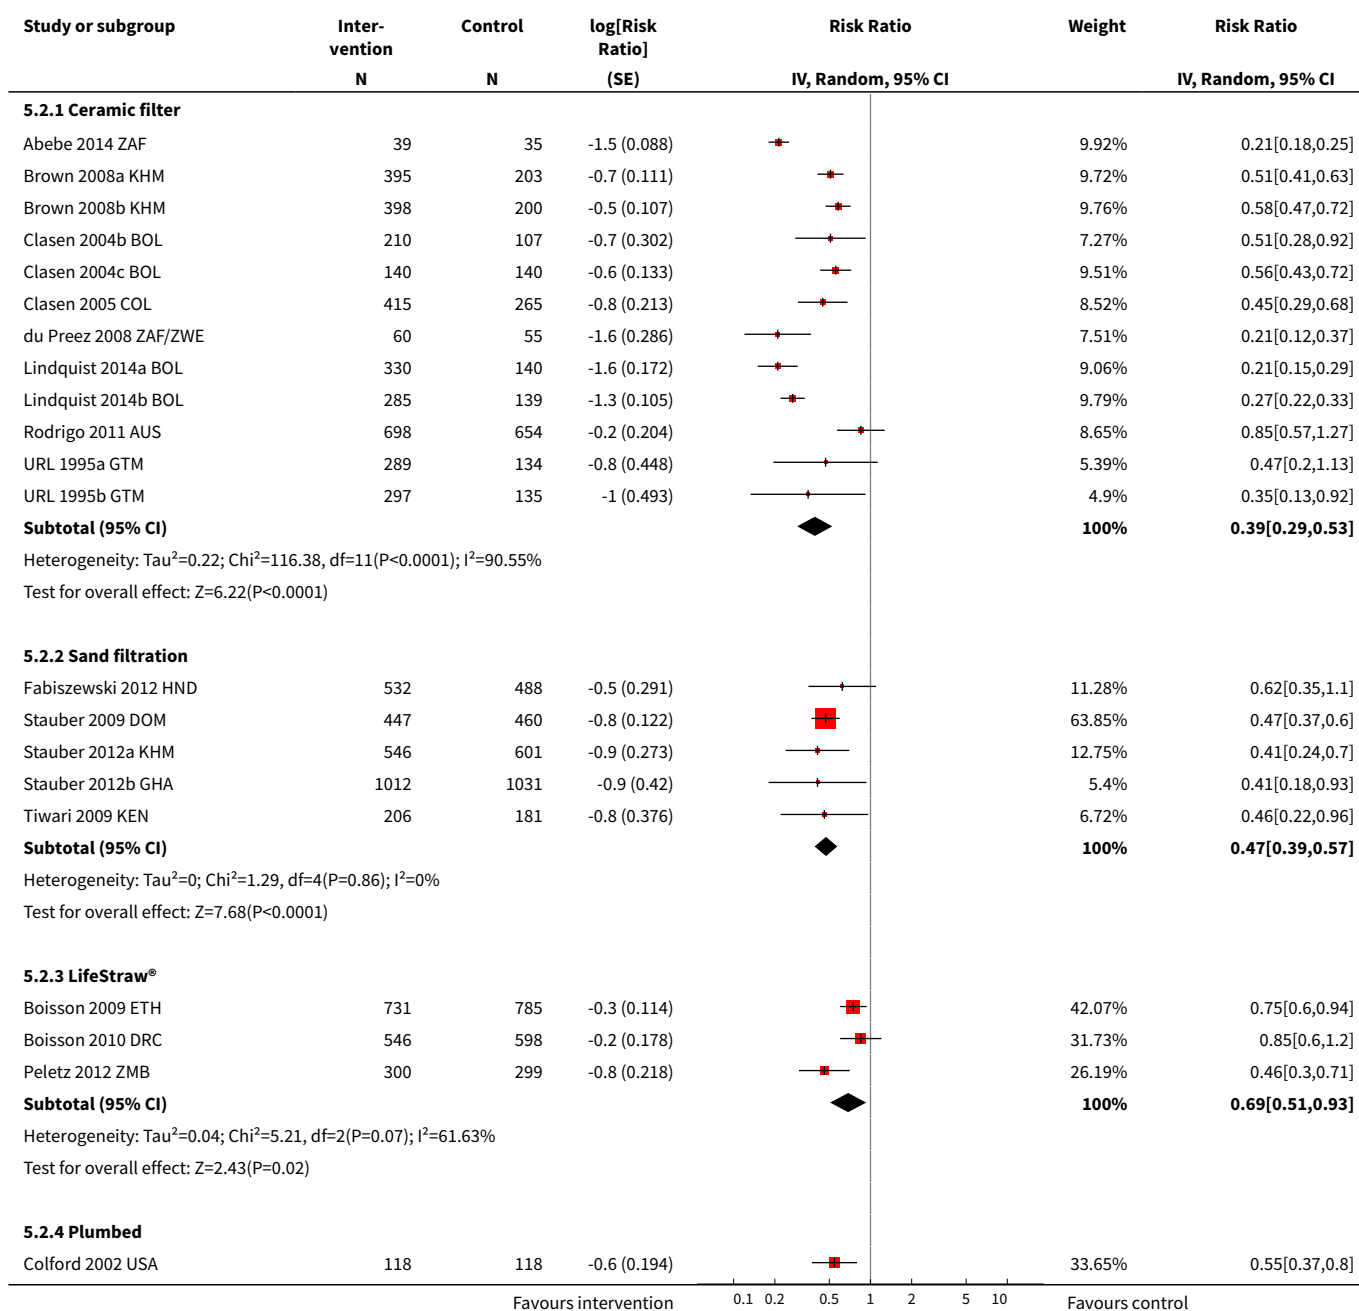 Study or subgroup Inter- Control log[Risk Risk Ratio Weight Risk Ratio
vention Ratio]
N N (SE) IV, Random, 95% CI IV, Random, 95% CI
5.2.1 Ceramic filter
Abebe 2014 ZAF 39 35 -1.5 (0.088) 9.92% 0.21[0.18,0.25]
Brown 2008a KHM 395 203 -0.7 (0.111) 9.72% 0.51[0.41,0.63]
Brown 2008b KHM 398 200 -0.5 (0.107) 9.76% 0.58[0.47,0.72]
Clasen 2004b BOL 210 107 -0.7 (0.302) 7.27% 0.51[0.28,0.92]
Clasen 2004c BOL 140 140 -0.6 (0.133) 9.51% 0.56[0.43,0.72]
Clasen 2005 COL 415 265 -0.8 (0.213) 8.52% 0.45[0.29,0.68]
du Preez 2008 ZAF/ZWE 60 55 -1.6 (0.286) 7.51% 0.21[0.12,0.37]
Lindquist 2014a BOL 330 140 -1.6 (0.172) 9.06% 0.21[0.15,0.29]
Lindquist 2014b BOL 285 139 -1.3 (0.105) 9.79% 0.27[0.22,0.33]
Rodrigo 2011 AUS 698 654 -0.2 (0.204) 8.65% 0.85[0.57,1.27]
URL 1995a GTM 289 134 -0.8 (0.448) 5.39% 0.47[0.2,1.13]
URL 1995b GTM 297 135 -1 (0.493) 4.9% 0.35[0.13,0.92]
Subtotal (95% CI) 100% 0.39[0.29,0.53]
Heterogeneity: Tau²=0.22; Chi²=116.38, df=11(P<0.0001); I²=90.55%
Test for overall effect: Z=6.22(P<0.0001)
5.2.2 Sand filtration
Fabiszewski 2012 HND 532 488 -0.5 (0.291) 11.28% 0.62[0.35,1.1]
Stauber 2009 DOM 447 460 -0.8 (0.122) 63.85% 0.47[0.37,0.6]
Stauber 2012a KHM 546 601 -0.9 (0.273) 12.75% 0.41[0.24,0.7]
Stauber 2012b GHA 1012 1031 -0.9 (0.42) 5.4% 0.41[0.18,0.93]
Tiwari 2009 KEN 206 181 -0.8 (0.376) 6.72% 0.46[0.22,0.96]
Subtotal (95% CI) 100% 0.47[0.39,0.57]
Heterogeneity: Tau²=0; Chi²=1.29, df=4(P=0.86); I²=0%
Test for overall effect: Z=7.68(P<0.0001)
5.2.3 LifeStraw®
Boisson 2009 ETH 731 785 -0.3 (0.114) 42.07% 0.75[0.6,0.94]
Boisson 2010 DRC 546 598 -0.2 (0.178) 31.73% 0.85[0.6,1.2]
Peletz 2012 ZMB 300 299 -0.8 (0.218) 26.19% 0.46[0.3,0.71]
Subtotal (95% CI) 100% 0.69[0.51,0.93]
Heterogeneity: Tau²=0.04; Chi²=5.21, df=2(P=0.07); I²=61.63%
Test for overall effect: Z=2.43(P=0.02)
5.2.4 Plumbed
Colford 2002 USA 118 118 -0.6 (0.194) 33.65% 0.55[0.37,0.8]
Favours intervention 0.1 0.2 0.5 1 2 5 10 Favours control